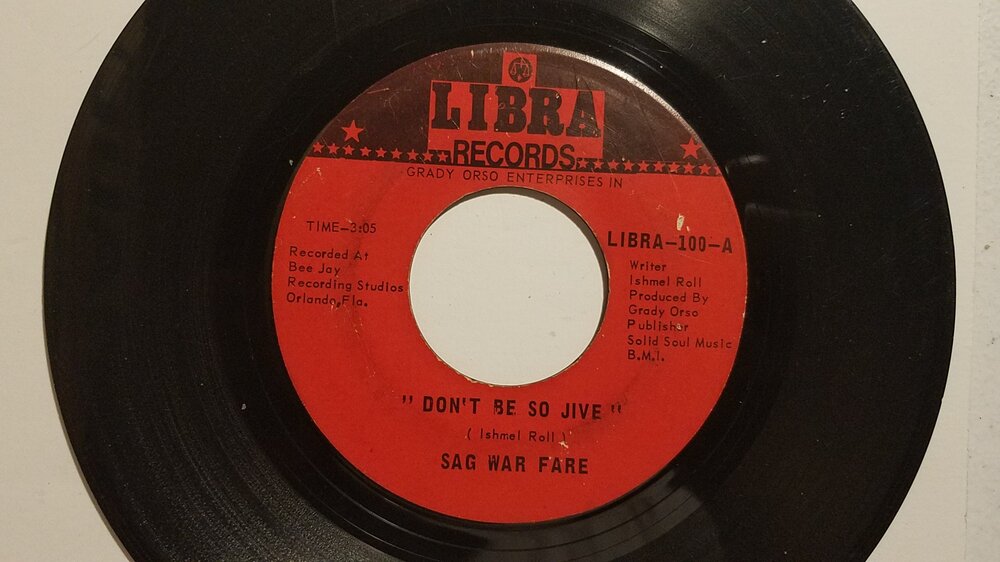 LIBRA
RECORDS
GRADY ORSO ENTERPRISES IN
TIME-3:05
Recorded At
Bee Jay
Recording Studios
Orlando, Fla.
LIBRA-100-A
Writer
Ishmel Roll
Produced By
Grady Orso
Publisher
Solid Soul Music
B.M.I.
" DON'T BE SO JIVE "
( Ishmel Roll )
SAG WAR FARE